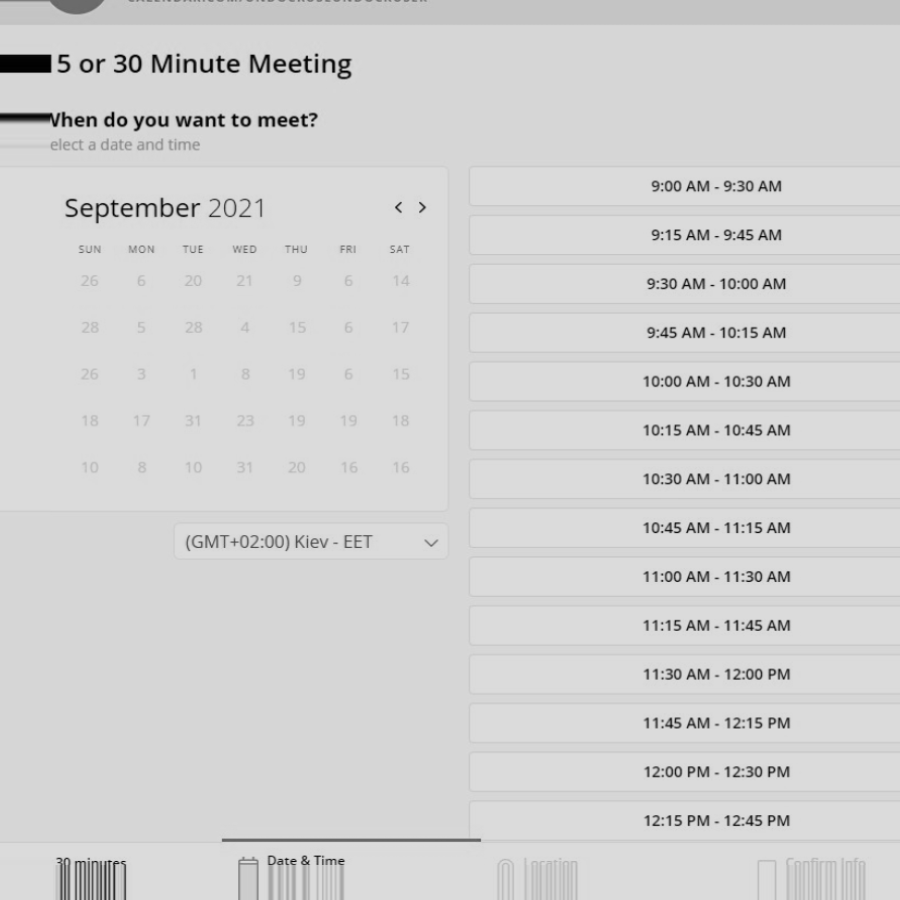 5 or 30 Minute Meeting
When do you want to meet?
elect a date and time
September 2021
SUN MON TUE WED THU FRI SAT
26 6 20 21 9 6 14
28 5 28 4 15 6 17
26 3 1 8 19 6 15
18 17 31 23 19 19 18
10 8 10 31 20 16 16
(GMT+02:00) Kiev - EET
9:00 AM - 9:30 AM
9:15 AM - 9:45 AM
9:30 AM - 10:00 AM
9:45 AM - 10:15 AM
10:00 AM - 10:30 AM
10:15 AM - 10:45 AM
10:30 AM - 11:00 AM
10:45 AM - 11:15 AM
11:00 AM - 11:30 AM
11:15 AM - 11:45 AM
11:30 AM - 12:00 PM
11:45 AM - 12:15 PM
12:00 PM - 12:30 PM
12:15 PM - 12:45 PM
30 minutes
Date & Time
Location
Confirm Info